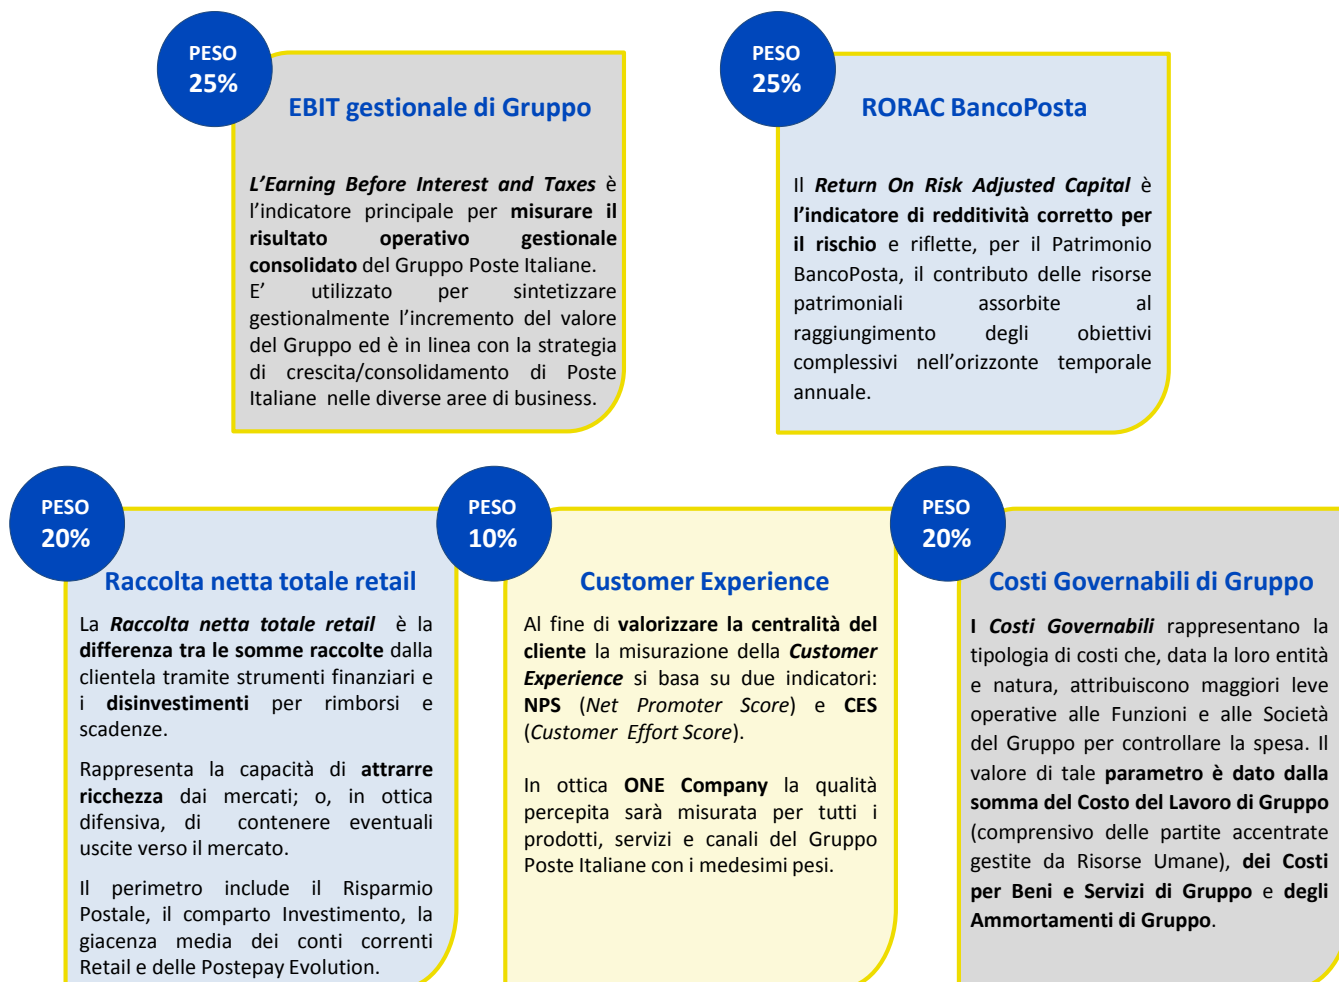 PESO
25%
EBIT gestionale di Gruppo
L’Earning Before Interest and Taxes è
l’indicatore principale per misurare il
risultato operativo gestionale
consolidato del Gruppo Poste Italiane.
E’ utilizzato per sintetizzare
gestionalmente l’incremento del valore
del Gruppo ed è in linea con la strategia
di crescita/consolidamento di Poste
Italiane nelle diverse aree di business.
PESO
25%
RORAC BancoPosta
Il Return On Risk Adjusted Capital è
l’indicatore di redditività corretto per
il rischio e riflette, per il Patrimonio
BancoPosta, il contributo delle risorse
patrimoniali assorbite al
raggiungimento degli obiettivi
complessivi nell’orizzonte temporale
annuale.
PESO
20%
Raccolta netta totale retail
La Raccolta netta totale retail è la
differenza tra le somme raccolte dalla
clientela tramite strumenti finanziari e
i disinvestimenti per rimborsi e
scadenze.
Rappresenta la capacità di attrarre
ricchezza dai mercati; o, in ottica
difensiva, di contenere eventuali
uscite verso il mercato.
Il perimetro include il Risparmio
Postale, il comparto Investimento, la
giacenza media dei conti correnti
Retail e delle Postepay Evolution.
PESO
10%
Customer Experience
Al fine di valorizzare la centralità del
cliente la misurazione della Customer
Experience si basa su due indicatori:
NPS (Net Promoter Score) e CES
(Customer Effort Score).
In ottica ONE Company la qualità
percepita sarà misurata per tutti i
prodotti, servizi e canali del Gruppo
Poste Italiane con i medesimi pesi.
PESO
20%
Costi Governabili di Gruppo
I Costi Governabili rappresentano la
tipologia di costi che, data la loro entità
e natura, attribuiscono maggiori leve
operative alle Funzioni e alle Società
del Gruppo per controllare la spesa. Il
valore di tale parametro è dato dalla
somma del Costo del Lavoro di Gruppo
(comprensivo delle partite accentrate
gestite da Risorse Umane), dei Costi
per Beni e Servizi di Gruppo e degli
Ammortamenti di Gruppo.